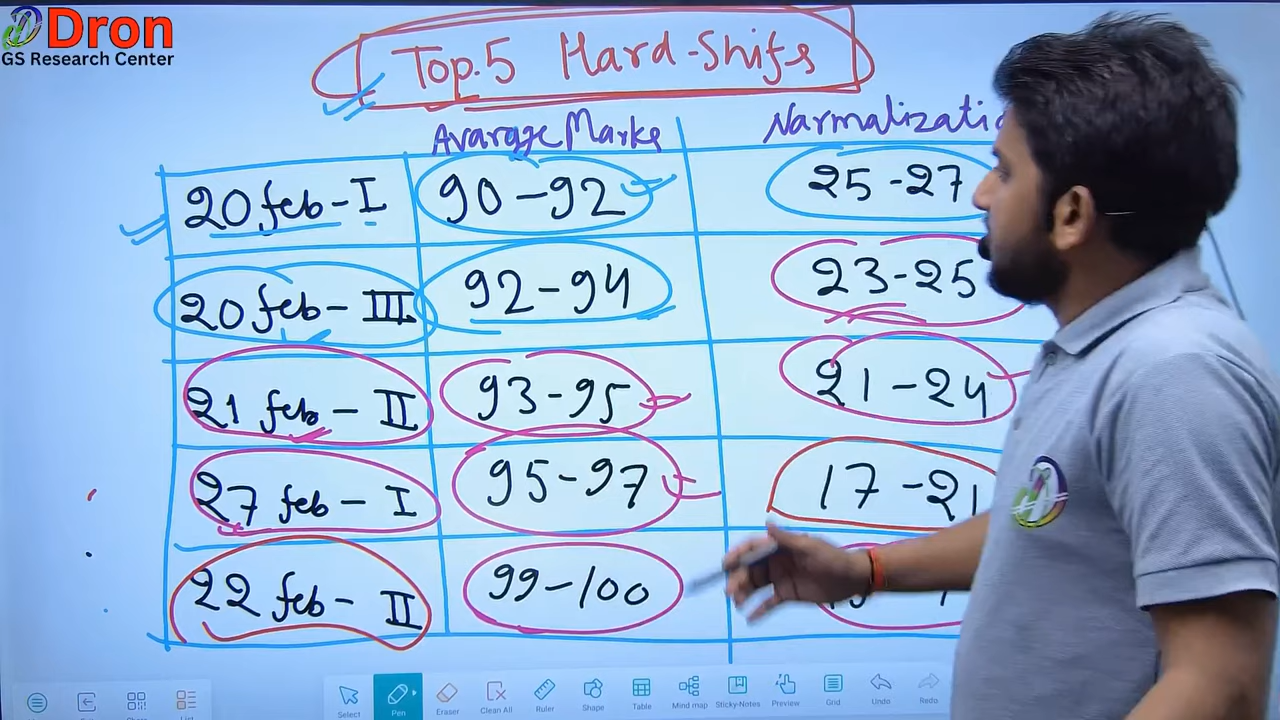 Dron
GS Research Center
Top.5 Hard-Shifs
Avarage Marks Narmalizati
20 feb-I 90-92 25-27
20 feb-III 92-94 23-25
21 feb-II 93-95 21-24
27 feb-I 95-97 17-21
22 feb-II 99-100
Select Pen Eraser Clean All Ruler Shape Table Mind map Sticky-Notes Preview Grid Undo Redo